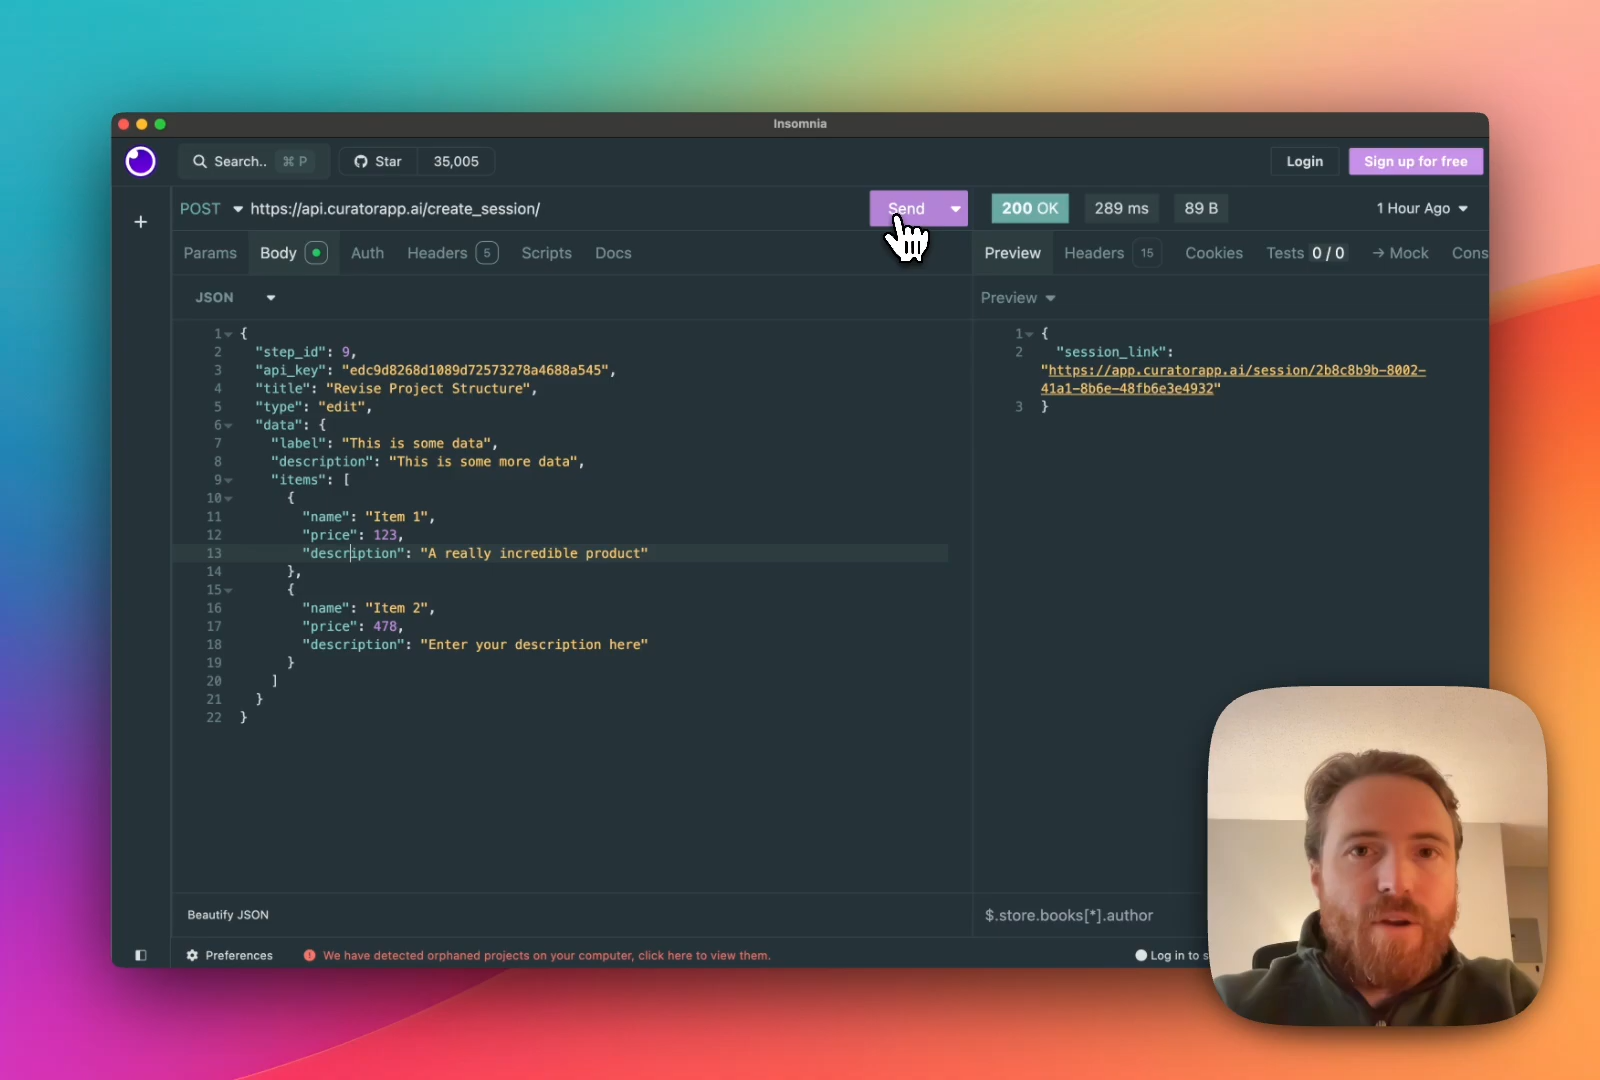 Insomnia
Search.. ⌘ P
Star 35,005
Login
Sign up for free
POST https://api.curatorapp.ai/create_session/
Send
200 OK
289 ms
89 B
1 Hour Ago
Params Body Auth Headers 5 Scripts Docs
Preview Headers 15 Cookies Tests 0 / 0 → Mock Cons
JSON
Preview
1 {
2 "step_id": 9,
3 "api_key": "edc9d8268d1089d72573278a4688a545",
4 "title": "Revise Project Structure",
5 "type": "edit",
6 "data": {
7 "label": "This is some data",
8 "description": "This is some more data",
9 "items": [
10 {
11 "name": "Item 1",
12 "price": 123,
13 "description": "A really incredible product"
14 },
15 {
16 "name": "Item 2",
17 "price": 478,
18 "description": "Enter your description here"
19 }
20 ]
21 }
22 }
1 {
2 "session_link":
"https://app.curatorapp.ai/session/2b8c8b9b-8002-
41a1-8b6e-48fb6e3e4932"
3 }
Beautify JSON
$.store.books[*].author
Preferences
We have detected orphaned projects on your computer, click here to view them.
Log in to s